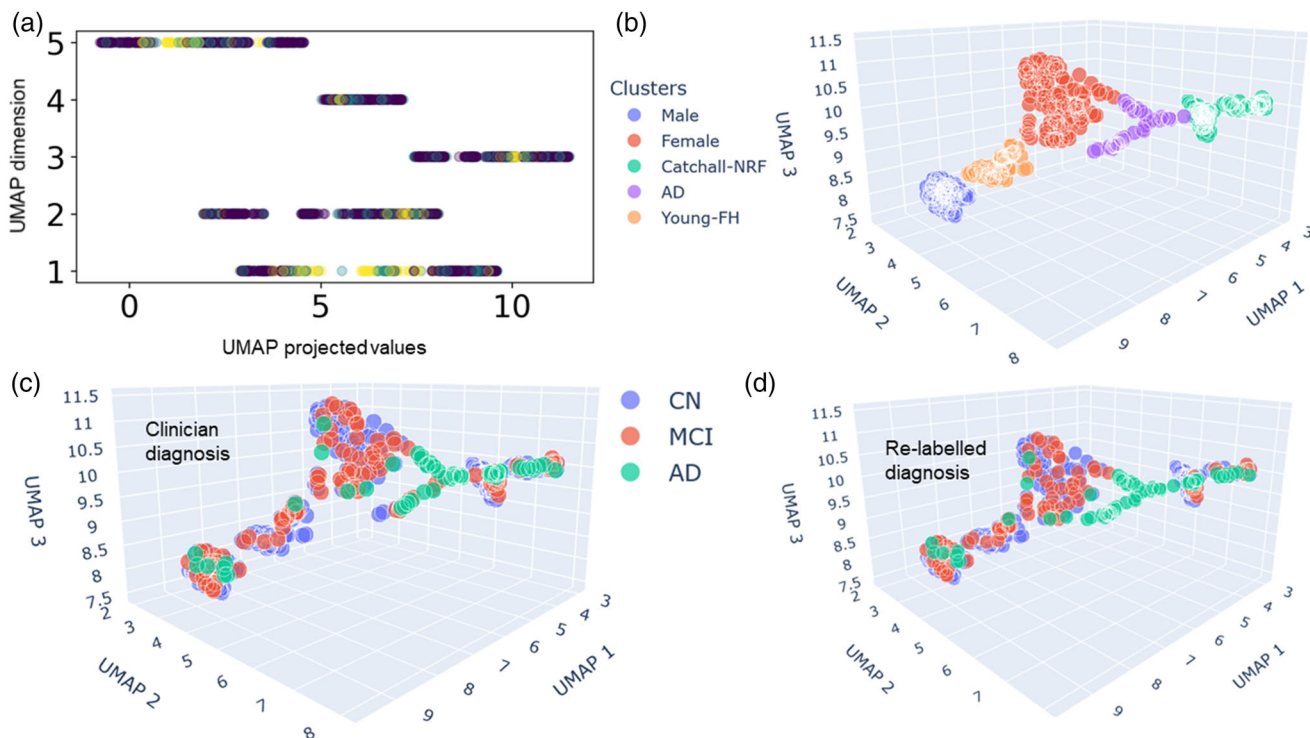 (a)
UMAP dimension
5
4
3
2
1
0 5 10
UMAP projected values
(b)
Clusters
Male
Female
Catchall-NRF
AD
Young-FH
UMAP 3
11.5
11
10.5
10
9.5
9
8.5
8
7.5
UMAP 2
2
3
4
5
6
7
8
UMAP 1
9
8
7
6
5
4
3
(c)
Clinician
diagnosis
UMAP 3
11.5
11
10.5
10
9.5
9
8.5
8
7.5
UMAP 2
2
3
4
5
6
7
8
UMAP 1
9
8
7
6
5
4
3
CN
MCI
AD
(d)
Re-labelled
diagnosis
UMAP 3
11.5
11
10.5
10
9.5
9
8.5
8
7.5
UMAP 2
2
3
4
5
6
7
8
UMAP 1
9
8
7
6
5
4
3